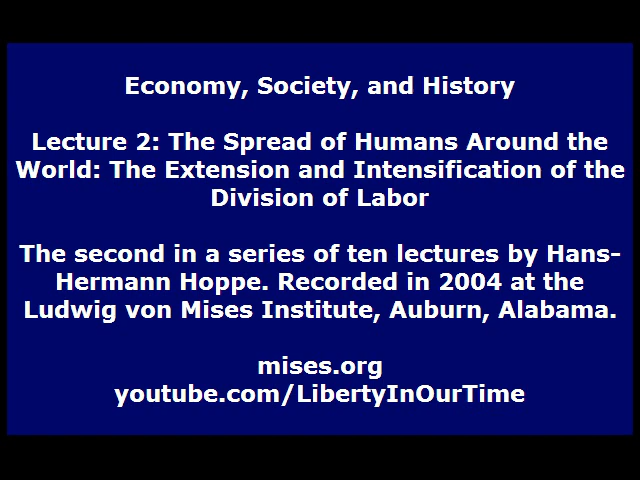 Economy, Society, and History
Lecture 2: The Spread of Humans Around the
World: The Extension and Intensification of the
Division of Labor
The second in a series of ten lectures by Hans-
Hermann Hoppe. Recorded in 2004 at the
Ludwig von Mises Institute, Auburn, Alabama.
mises.org
youtube.com/LibertyInOurTime